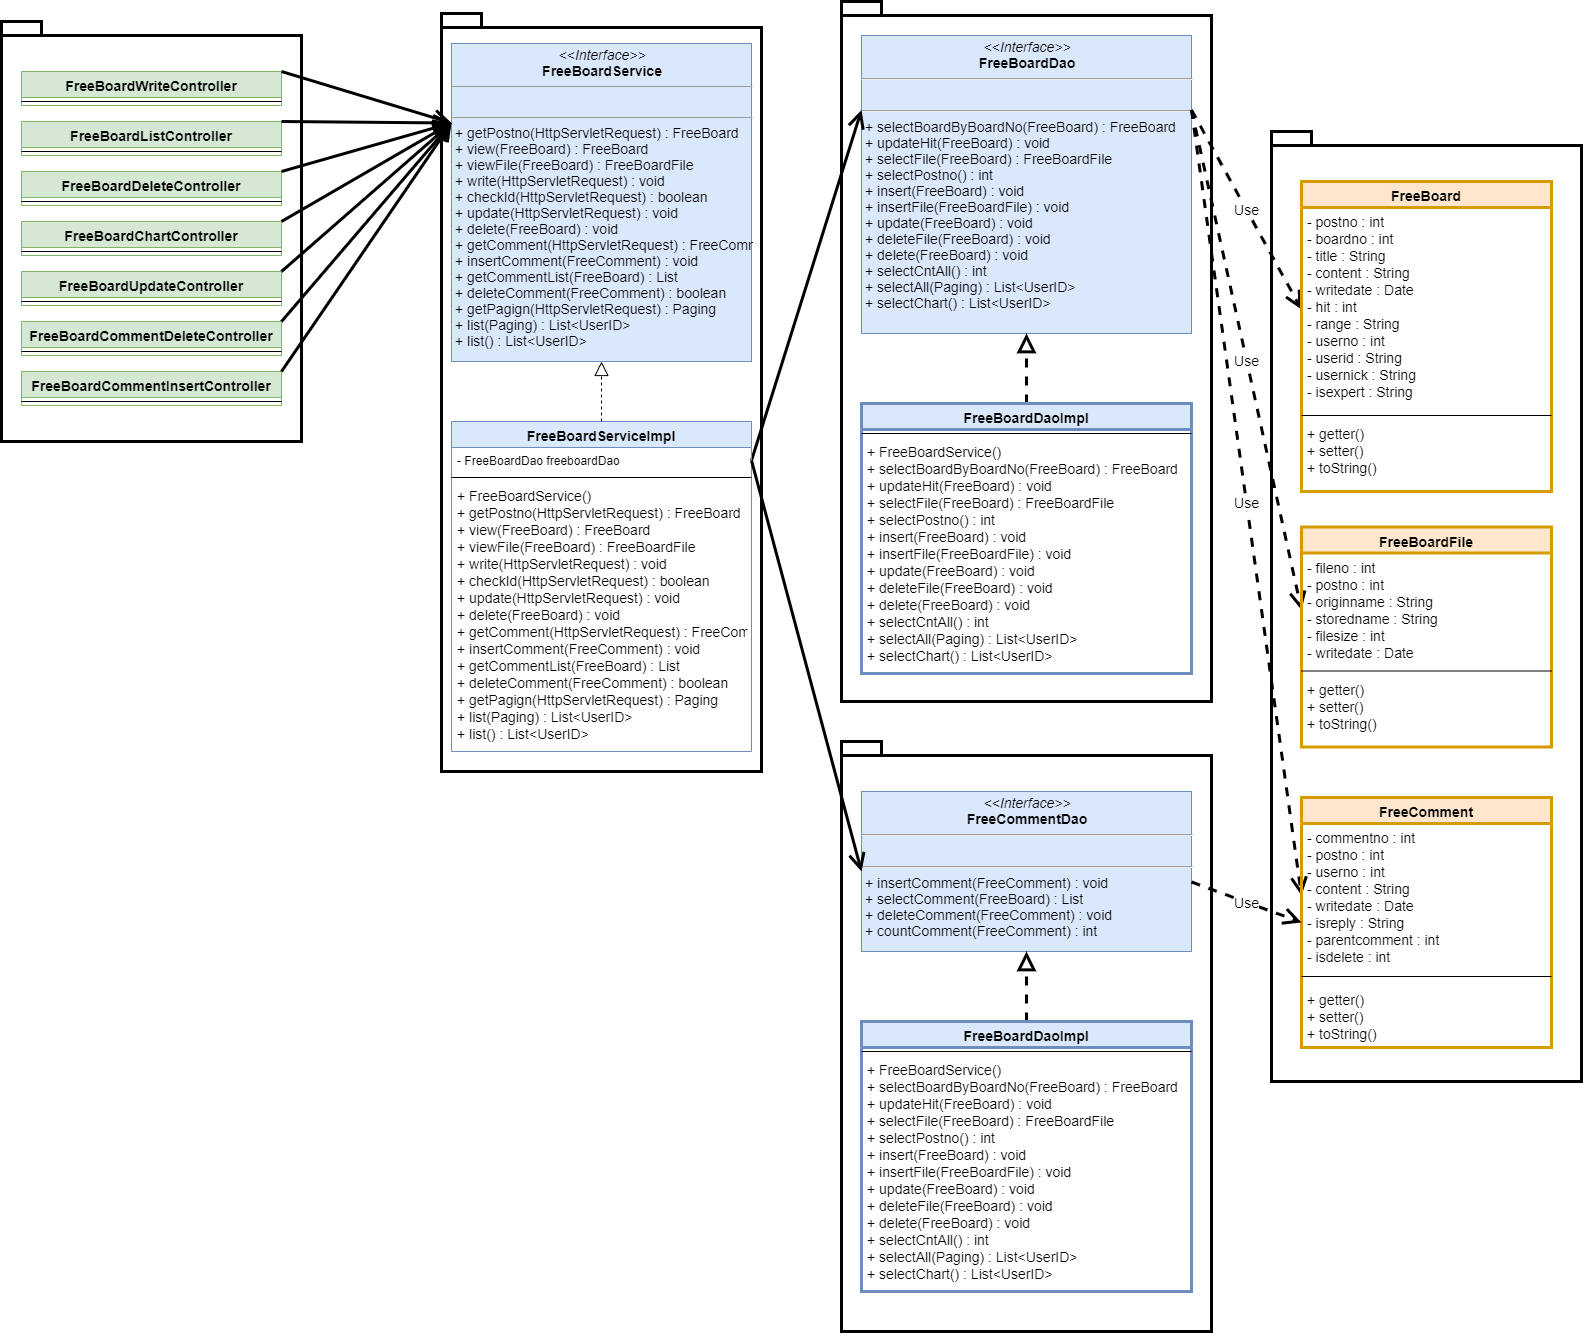 FreeBoardWriteController
FreeBoardListController
FreeBoardDeleteController
FreeBoardChartController
FreeBoardUpdateController
FreeBoardCommentDeleteController
FreeBoardCommentInsertController
<<Interface>>
FreeBoardService
+ getPostno(HttpServletRequest) : FreeBoard
+ view(FreeBoard) : FreeBoard
+ viewFile(FreeBoard) : FreeBoardFile
+ write(HttpServletRequest) : void
+ checkId(HttpServletRequest) : boolean
+ update(HttpServletRequest) : void
+ delete(FreeBoard) : void
+ getComment(HttpServletRequest) : FreeComm
+ insertComment(FreeComment) : void
+ getCommentList(FreeBoard) : List
+ deleteComment(FreeComment) : boolean
+ getPagign(HttpServletRequest) : Paging
+ list(Paging) : List<UserID>
+ list() : List<UserID>
FreeBoardServiceImpl
- FreeBoardDao freeboardDao
+ FreeBoardService()
+ getPostno(HttpServletRequest) : FreeBoard
+ view(FreeBoard) : FreeBoard
+ viewFile(FreeBoard) : FreeBoardFile
+ write(HttpServletRequest) : void
+ checkId(HttpServletRequest) : boolean
+ update(HttpServletRequest) : void
+ delete(FreeBoard) : void
+ getComment(HttpServletRequest) : FreeCom
+ insertComment(FreeComment) : void
+ getCommentList(FreeBoard) : List
+ deleteComment(FreeComment) : boolean
+ getPagign(HttpServletRequest) : Paging
+ list(Paging) : List<UserID>
+ list() : List<UserID>
<<Interface>>
FreeBoardDao
+ selectBoardByBoardNo(FreeBoard) : FreeBoard
+ updateHit(FreeBoard) : void
+ selectFile(FreeBoard) : FreeBoardFile
+ selectPostno() : int
+ insert(FreeBoard) : void
+ insertFile(FreeBoardFile) : void
+ update(FreeBoard) : void
+ deleteFile(FreeBoard) : void
+ delete(FreeBoard) : void
+ selectCntAll() : int
+ selectAll(Paging) : List<UserID>
+ selectChart() : List<UserID>
FreeBoardDaoImpl
+ FreeBoardService()
+ selectBoardByBoardNo(FreeBoard) : FreeBoard
+ updateHit(FreeBoard) : void
+ selectFile(FreeBoard) : FreeBoardFile
+ selectPostno() : int
+ insert(FreeBoard) : void
+ insertFile(FreeBoardFile) : void
+ update(FreeBoard) : void
+ deleteFile(FreeBoard) : void
+ delete(FreeBoard) : void
+ selectCntAll() : int
+ selectAll(Paging) : List<UserID>
+ selectChart() : List<UserID>
<<Interface>>
FreeCommentDao
+ insertComment(FreeComment) : void
+ selectComment(FreeBoard) : List
+ deleteComment(FreeComment) : void
+ countComment(FreeComment) : int
FreeBoardDaoImpl
+ FreeBoardService()
+ selectBoardByBoardNo(FreeBoard) : FreeBoard
+ updateHit(FreeBoard) : void
+ selectFile(FreeBoard) : FreeBoardFile
+ selectPostno() : int
+ insert(FreeBoard) : void
+ insertFile(FreeBoardFile) : void
+ update(FreeBoard) : void
+ deleteFile(FreeBoard) : void
+ delete(FreeBoard) : void
+ selectCntAll() : int
+ selectAll(Paging) : List<UserID>
+ selectChart() : List<UserID>
Use
Use
Use
Use
FreeBoard
- postno : int
- boardno : int
- title : String
- content : String
- writedate : Date
- hit : int
- range : String
- userno : int
- userid : String
- usernick : String
- isexpert : String
+ getter()
+ setter()
+ toString()
FreeBoardFile
- fileno : int
- postno : int
- originname : String
- storedname : String
- filesize : int
- writedate : Date
+ getter()
+ setter()
+ toString()
FreeComment
- commentno : int
- postno : int
- userno : int
- content : String
- writedate : Date
- isreply : String
- parentcomment : int
- isdelete : int
+ getter()
+ setter()
+ toString()